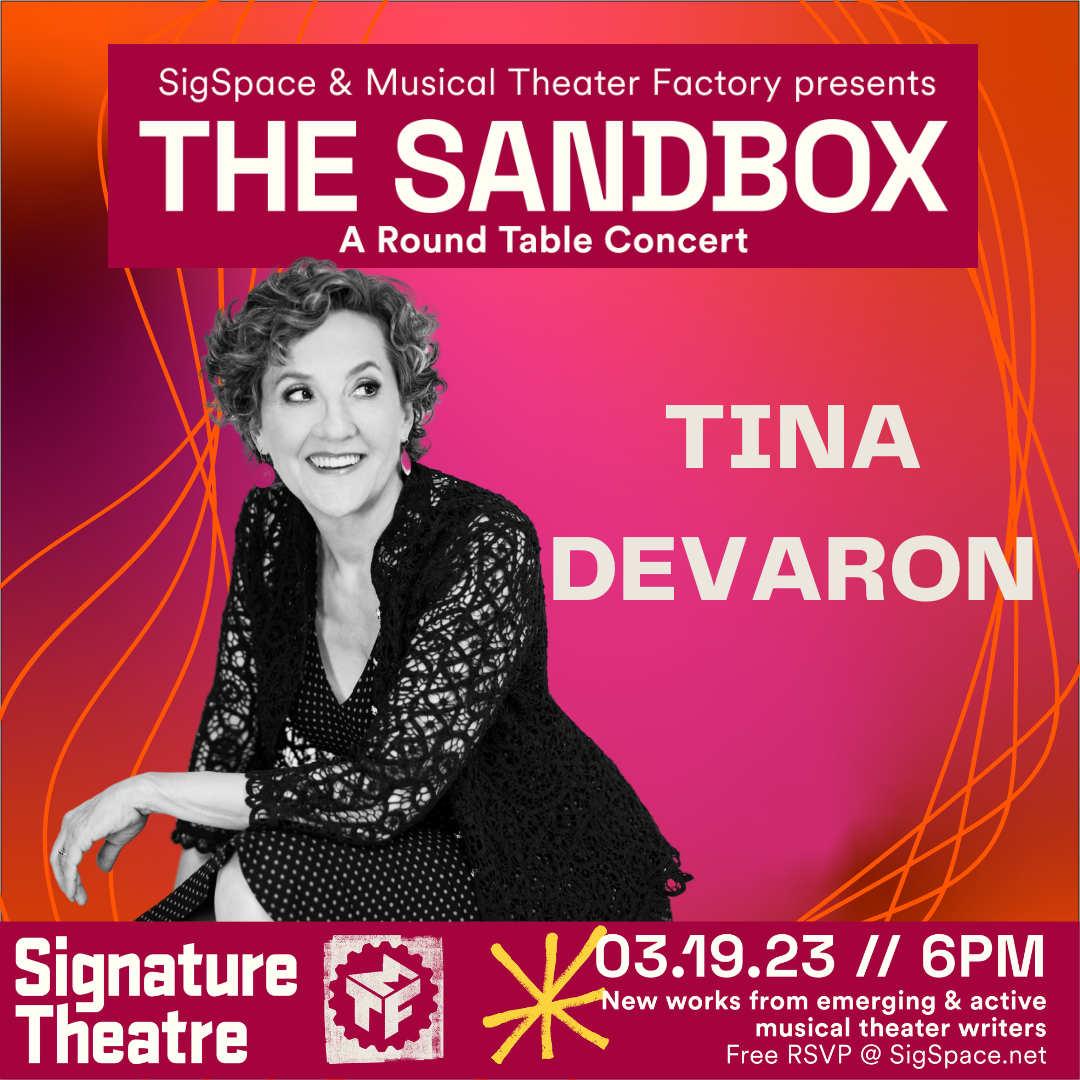 SigSpace & Musical Theater Factory presents
THE SANDBOX
A Round Table Concert
TINA
DEVARON
Signature
Theatre
MTF
03.19.23 // 6PM
New works from emerging & active
musical theater writers
Free RSVP @ SigSpace.net